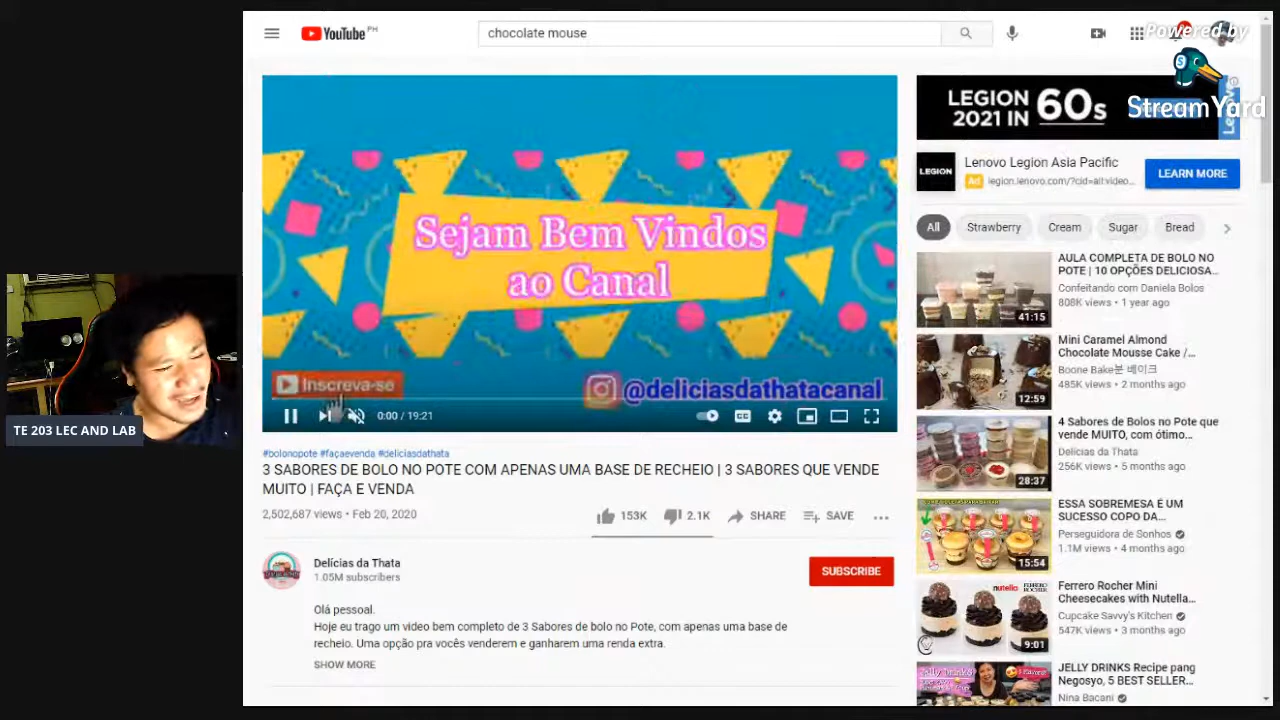 YouTube PH
chocolate mouse
Powered by
StreamYard
Sejam Bem Vindos
ao Canal
Inscreva-se
@deliciasdathatacanal
0:00 / 19:21
#bolonopote #façaevenda #deliciasdathata
3 SABORES DE BOLO NO POTE COM APENAS UMA BASE DE RECHEIO | 3 SABORES QUE VENDE
MUITO | FAÇA E VENDA
2,502,687 views • Feb 20, 2020
153K
2.1K
SHARE
SAVE
Delícias da Thata
1.05M subscribers
SUBSCRIBE
Olá pessoal.
Hoje eu trago um video bem completo de 3 Sabores de bolo no Pote, com apenas uma base de
recheio. Uma opção pra vocês venderem e ganharem uma renda extra.
SHOW MORE
TE 203 LEC AND LAB
LEGION
2021 IN 60s
LEGION
Lenovo Legion Asia Pacific
Ad legion.lenovo.com/?cid=alt:video...
LEARN MORE
All
Strawberry
Cream
Sugar
Bread
AULA COMPLETA DE BOLO NO
POTE | 10 OPÇÕES DELICIOSA...
Confeitando com Daniela Bolos
808K views • 1 year ago
41:15
Mini Caramel Almond
Chocolate Mousse Cake /...
Boone Bake분 베이크
485K views • 2 months ago
12:59
4 Sabores de Bolos no Pote que
vende MUITO, com ótimo...
Delícias da Thata
256K views • 5 months ago
28:37
ESSA SOBREMESA É UM
SUCESSO COPO DA...
Perseguidora de Sonhos
1.1M views • 4 months ago
15:54
Ferrero Rocher Mini
Cheesecakes with Nutella...
Cupcake Savvy's Kitchen
547K views • 3 months ago
nutella
9:01
JELLY DRINKS Recipe pang
Negosyo, 5 BEST SELLER...
Nina Bacani